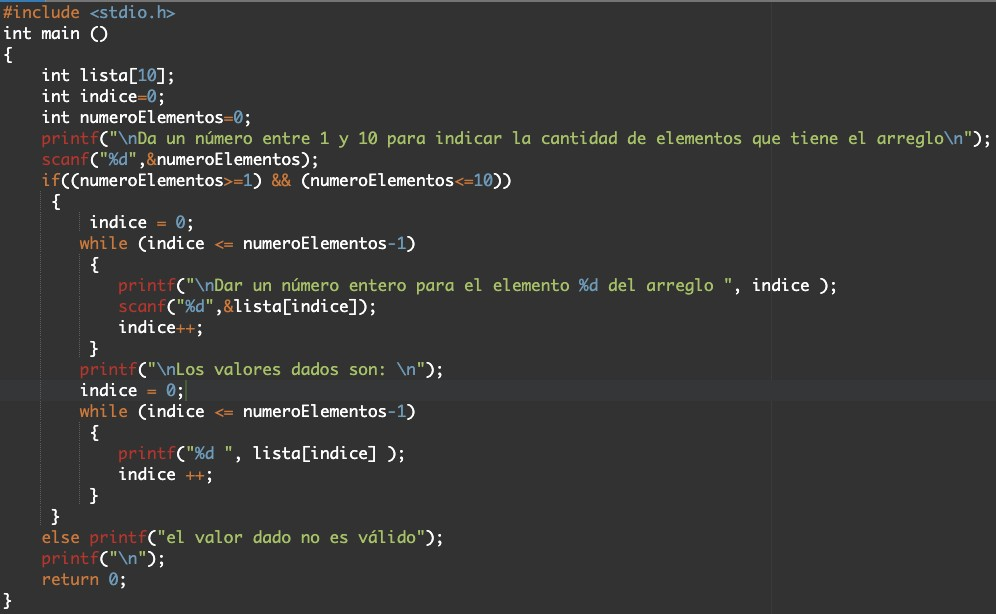 #include <stdio.h>
int main ()
{
    int lista[10];
    int indice=0;
    int numeroElementos=0;
    printf("\nDa un número entre 1 y 10 para indicar la cantidad de elementos que tiene el arreglo\n");
    scanf("%d",&numeroElementos);
    if((numeroElementos>=1) && (numeroElementos<=10))
     {
         indice = 0;
        while (indice <= numeroElementos-1)
         {
            printf("\nDar un número entero para el elemento %d del arreglo ", indice );
            scanf("%d",&lista[indice]);
            indice++;
         }
        printf("\nLos valores dados son: \n");
        indice = 0;
        while (indice <= numeroElementos-1)
         {
            printf("%d ", lista[indice] );
            indice ++;
         }
     }
    else printf("el valor dado no es válido");
    printf("\n");
    return 0;
}